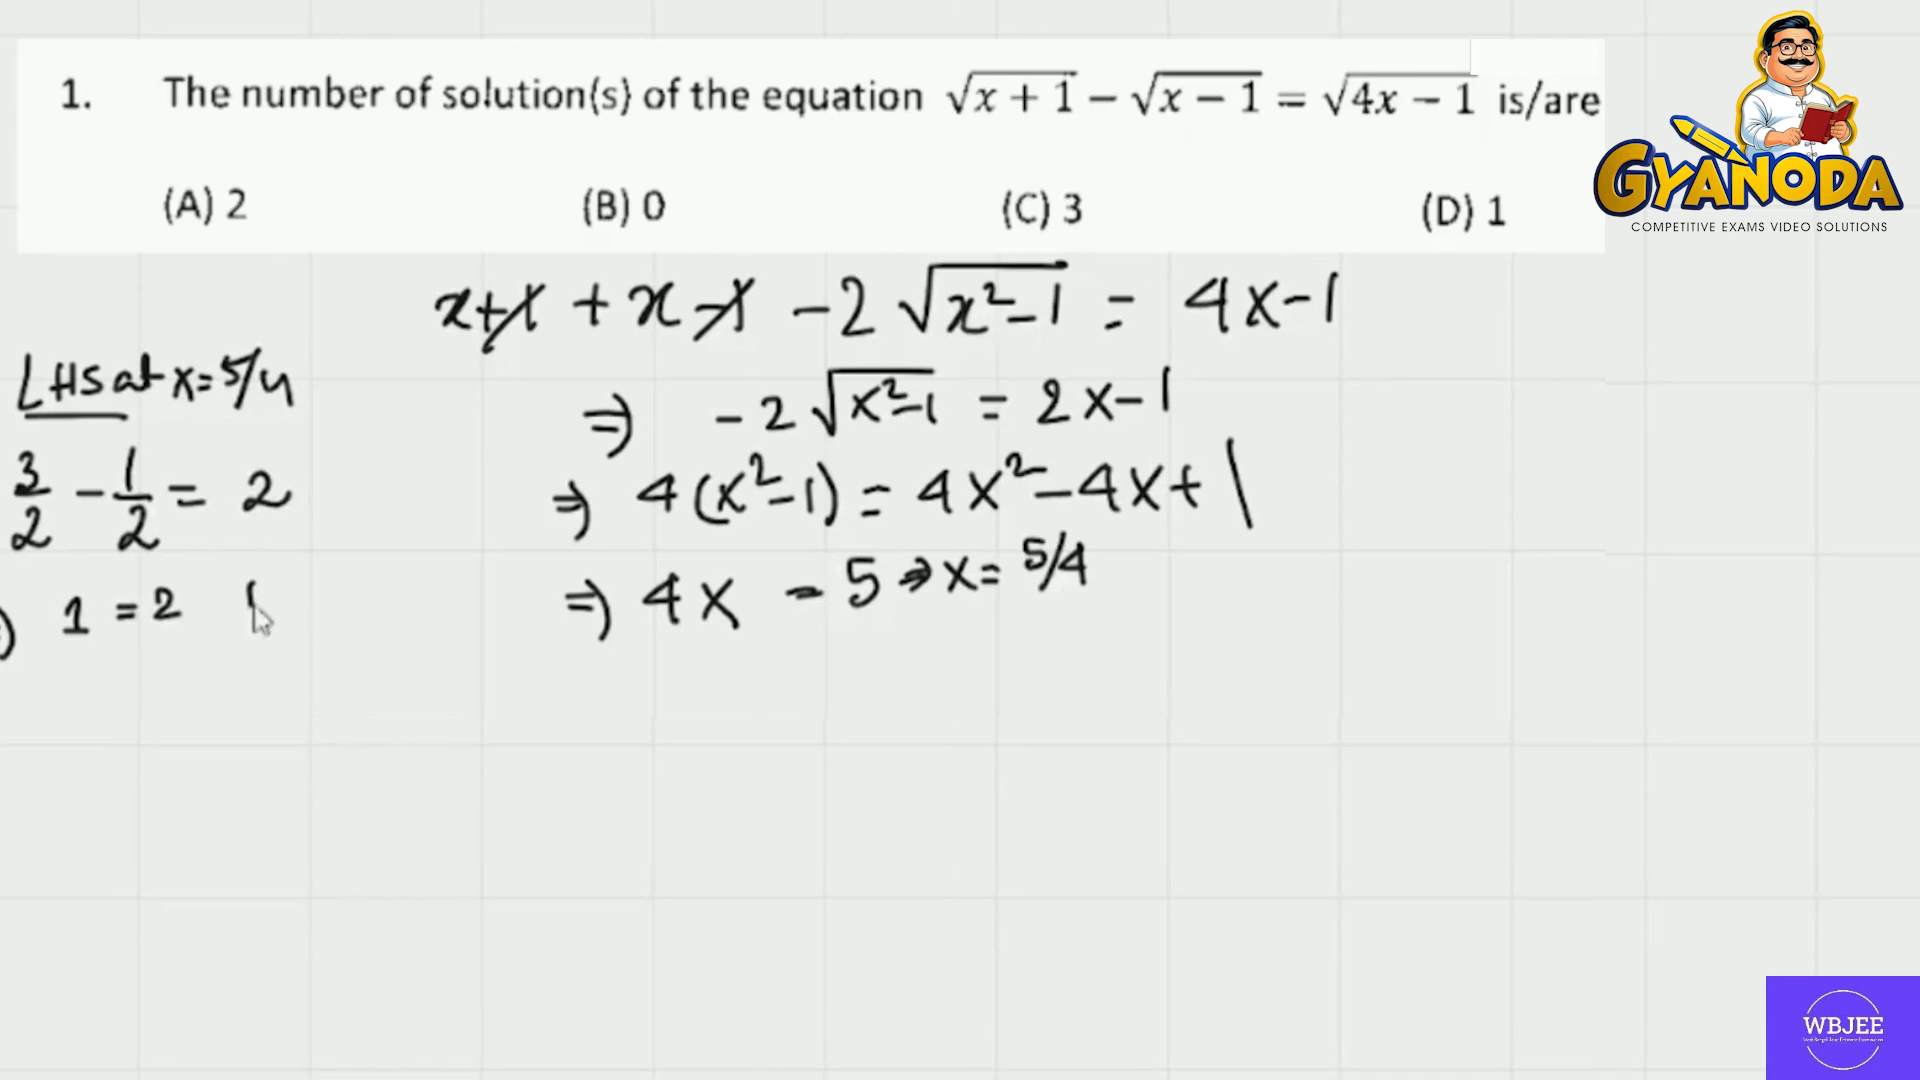 1. The number of solution(s) of the equation √x + 1 − √x − 1 = √4x − 1 is/are
(A) 2 (B) 0 (C) 3 (D) 1
GYANODA
COMPETITIVE EXAMS VIDEO SOLUTIONS
x+1 + x-1 -2√x²-1 = 4x-1
⇒ -2√x²-1 = 2x-1
⇒ 4(x²-1) = 4x²-4x+1
⇒ 4x = 5 ⇒ x = 5/4
LHS at x = 5/4
3/2 - 1/2 = 2
1 = 2
WBJEE